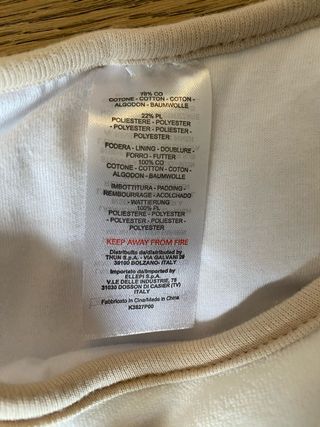 78% CO
COTONE - COTTON - COTON -
ALGODON - BAUMWOLLE
22% PL
POLIESTERE - POLYESTER
- POLYESTER - POLIESTER -
POLYESTER
FODERA - LINING - DOUBLURE -
FORRO - FUTTER
100% CO
COTONE - COTTON - COTON -
ALGODON - BAUMWOLLE
IMBOTTITURA - PADDING -
REMBOURRAGE - ACOLCHADO
- WATTIERUNG
100% PL
POLIESTERE - POLYESTER
- POLYESTER - POLIESTER -
POLYESTER
KEEP AWAY FROM FIRE
Distribuito da/distributed by
THUN S.p.A. - VIA GALVANI 29
39100 BOLZANO- ITALY
Importato da/imported by
ELLEPI S.p.A.
V.LE DELLE INDUSTRIE, 78
31030 DOSSON DI CASIER (TV)
ITALY
Fabbricato in Cina/Made in China
K3527P00